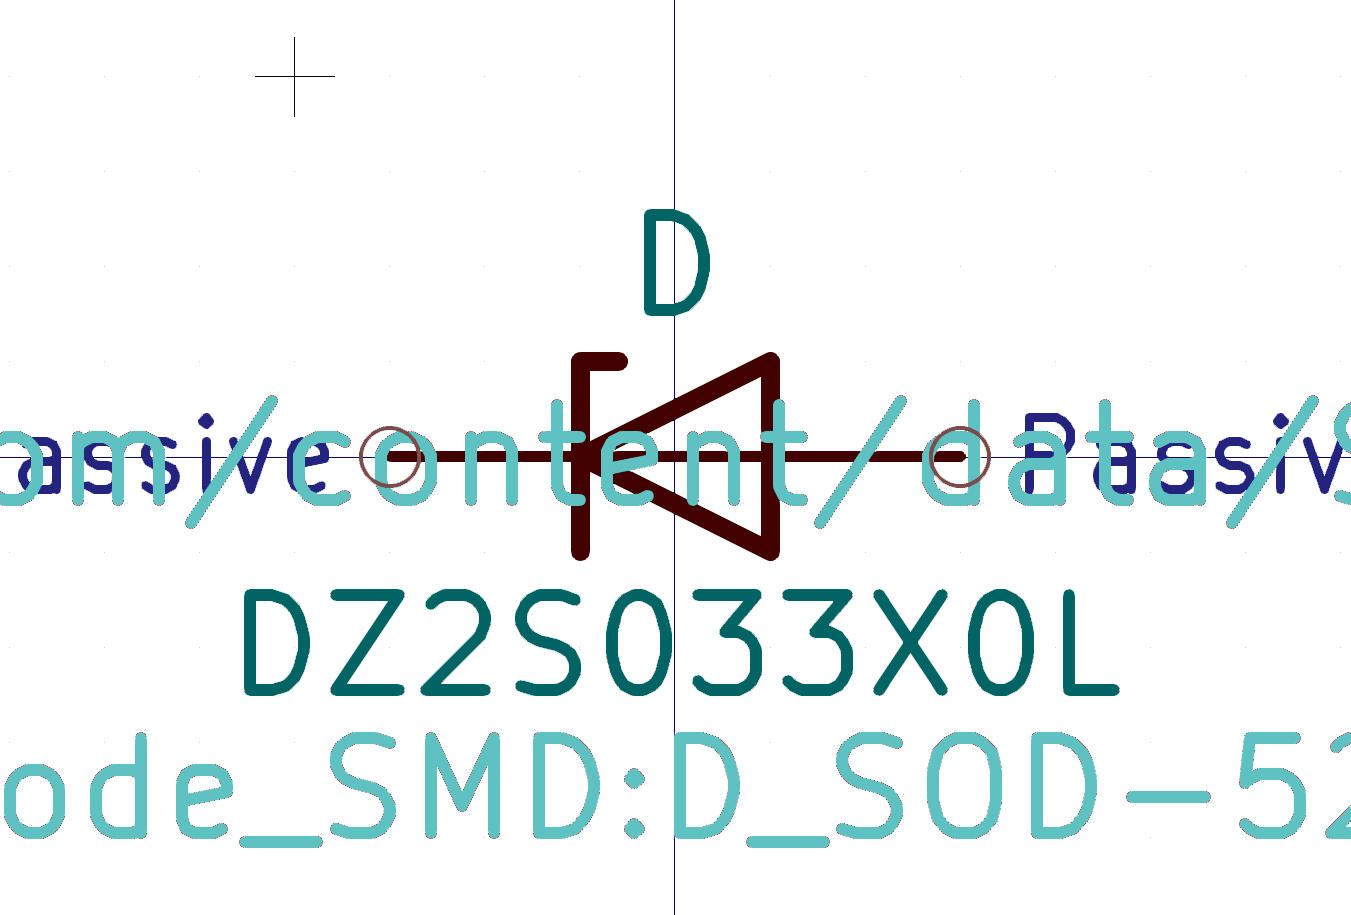 D
assive Passiv
om/content/data/S
DZ2S033X0L
ode_SMD:D_SOD-52